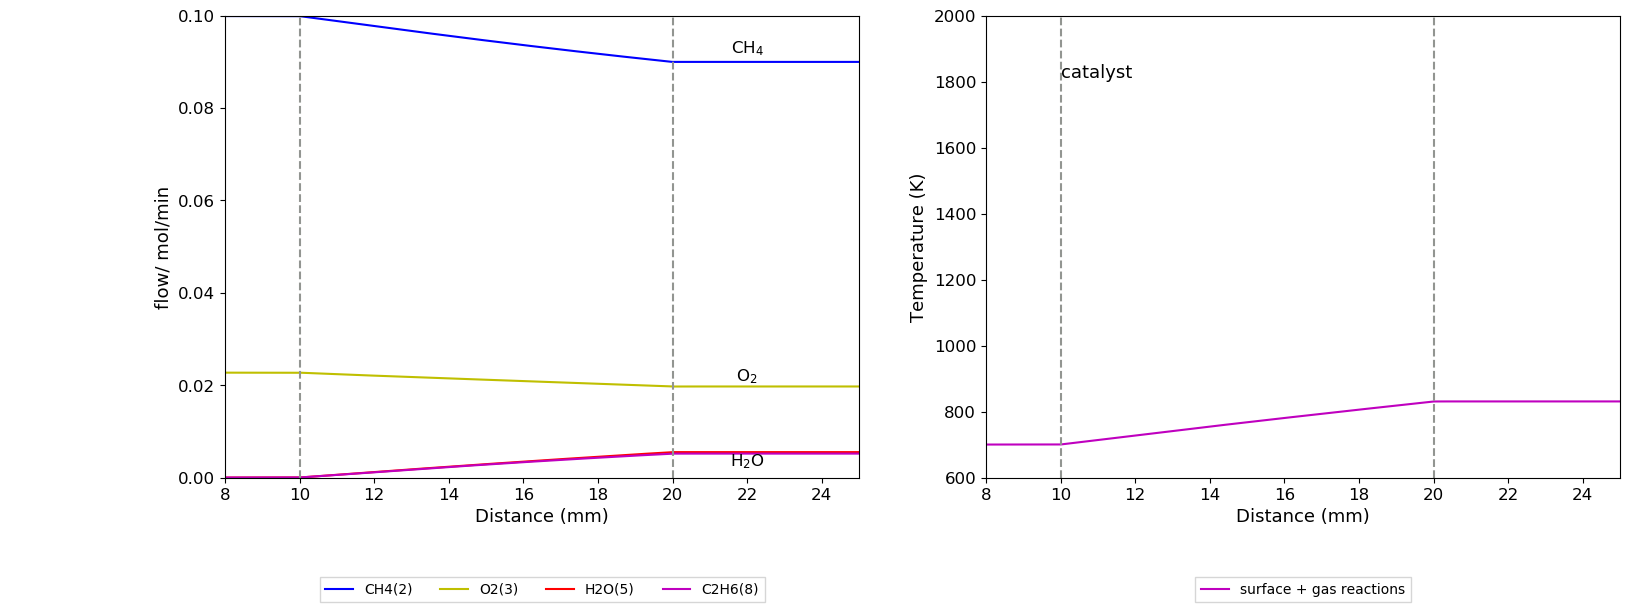 0.10
0.08
0.06
0.04
0.02
0.00
flow/ mol/min
CH₄
O₂
H₂O
8 10 12 14 16 18 20 22 24
Distance (mm)
CH4(2) O2(3) H2O(5) C2H6(8)
2000
1800
1600
1400
1200
1000
800
600
Temperature (K)
catalyst
8 10 12 14 16 18 20 22 24
Distance (mm)
surface + gas reactions